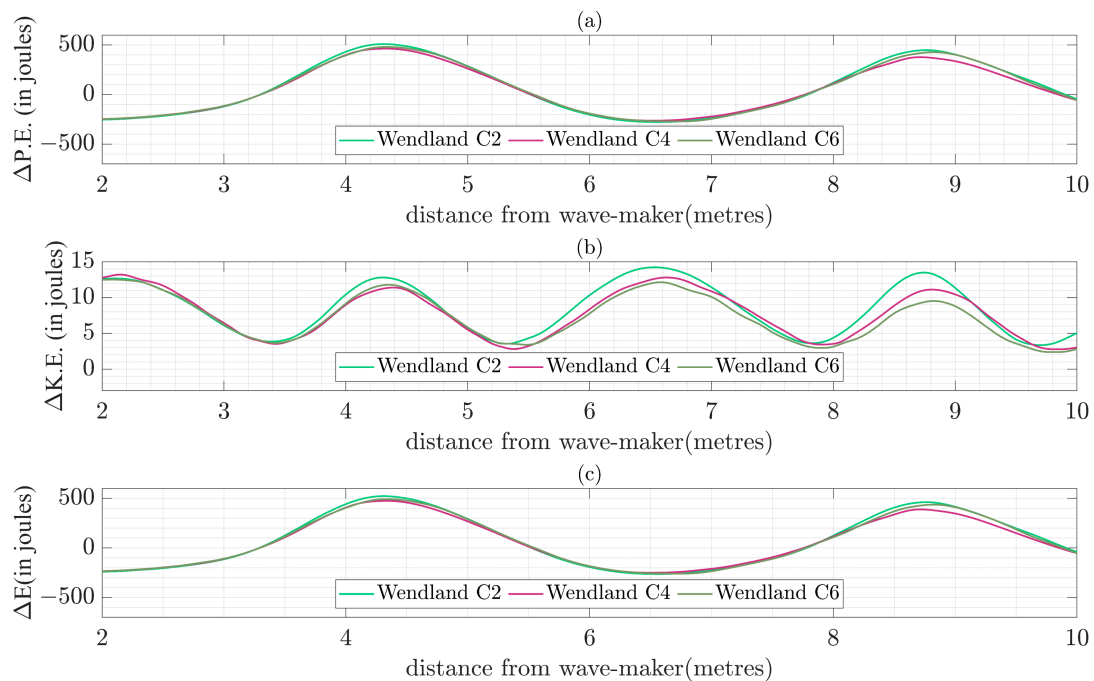 (a)
ΔP.E. (in joules)
500
0
−500
Wendland C2 Wendland C4 Wendland C6
2 3 4 5 6 7 8 9 10
distance from wave-maker(metres)
(b)
ΔK.E. (in joules)
15
10
5
0
Wendland C2 Wendland C4 Wendland C6
2 3 4 5 6 7 8 9 10
distance from wave-maker(metres)
(c)
ΔE(in joules)
500
0
−500
Wendland C2 Wendland C4 Wendland C6
2 4 6 8 10
distance from wave-maker(metres)